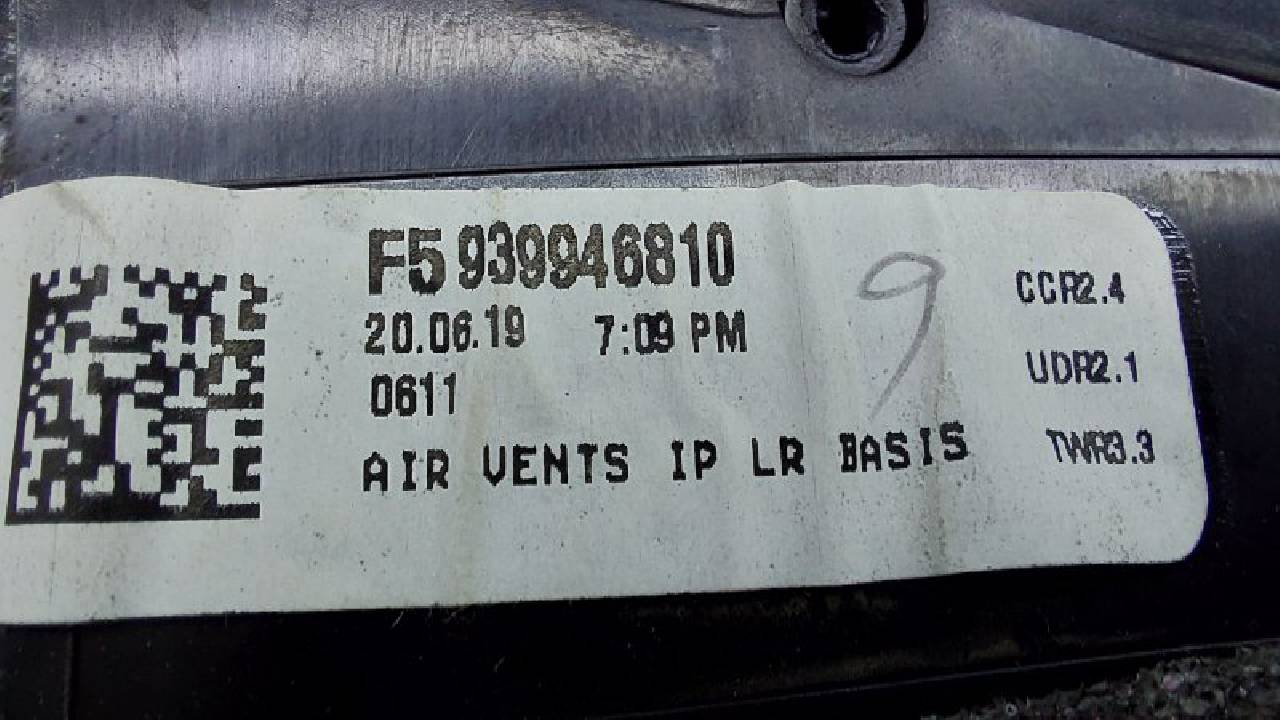 F5 939946810
20.06.19 7:09 PM
0611
AIR VENTS IP LR BASIS
9
CCR2.4
UDR2.1
TWR3.3